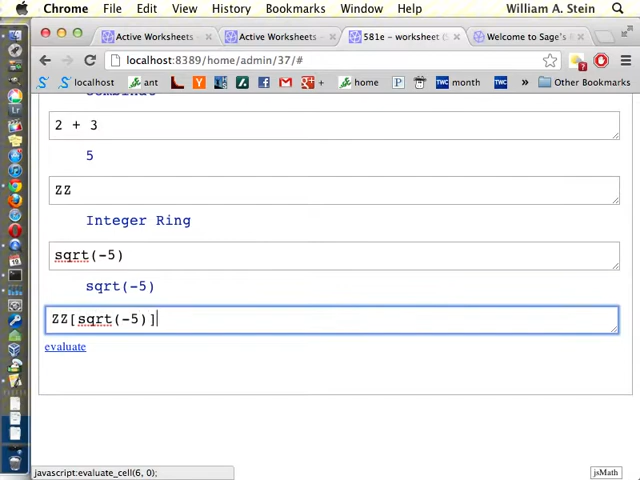 Chrome File Edit View History Bookmarks Window Help William A. Stein
Active Worksheets Active Worksheets 581e – worksheet Welcome to Sage's
localhost:8389/home/admin/37/#
localhost ant home month Other Bookmarks
2 + 3
5
ZZ
Integer Ring
sqrt(-5)
sqrt(-5)
ZZ[sqrt(-5)]
evaluate
javascript:evaluate_cell(6, 0);
jsMath